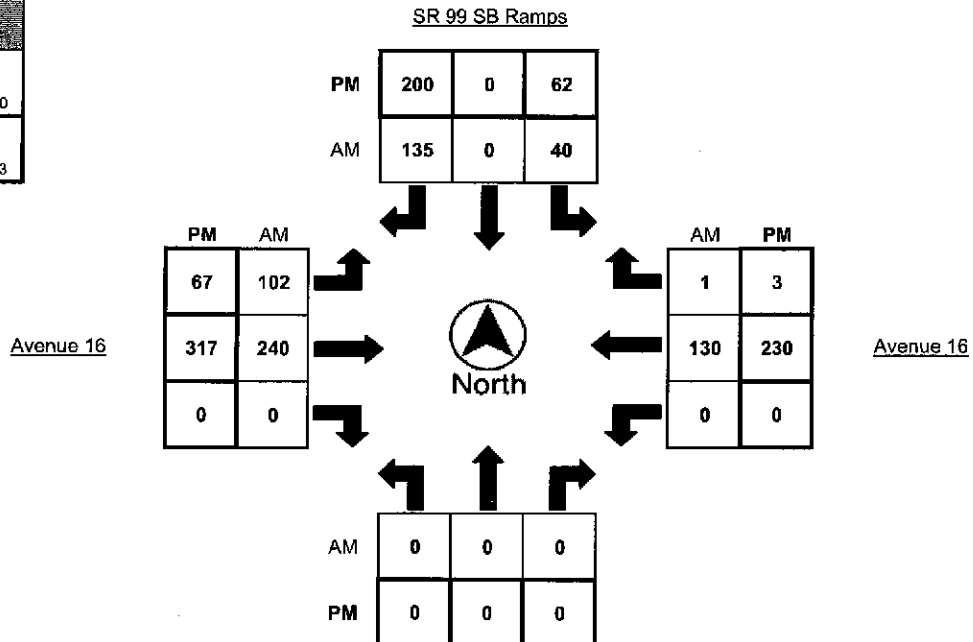 SR 99 SB Ramps
0
3
PM 200 0 62
AM 135 0 40
PM AM
67 102
317 240
0 0
Avenue 16
North
AM PM
1 3
130 230
0 0
Avenue 16
AM 0 0 0
PM 0 0 0